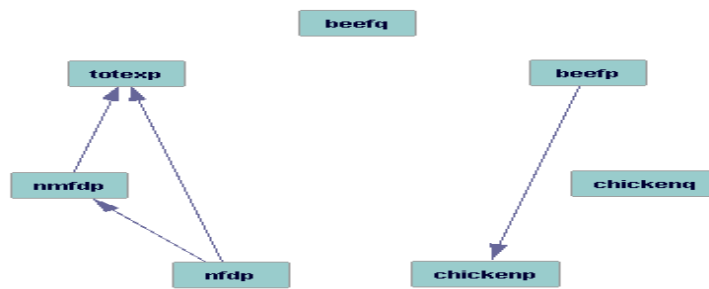 beefq
totexp
beefp
nmfdp
chickenq
nfdp
chickenp